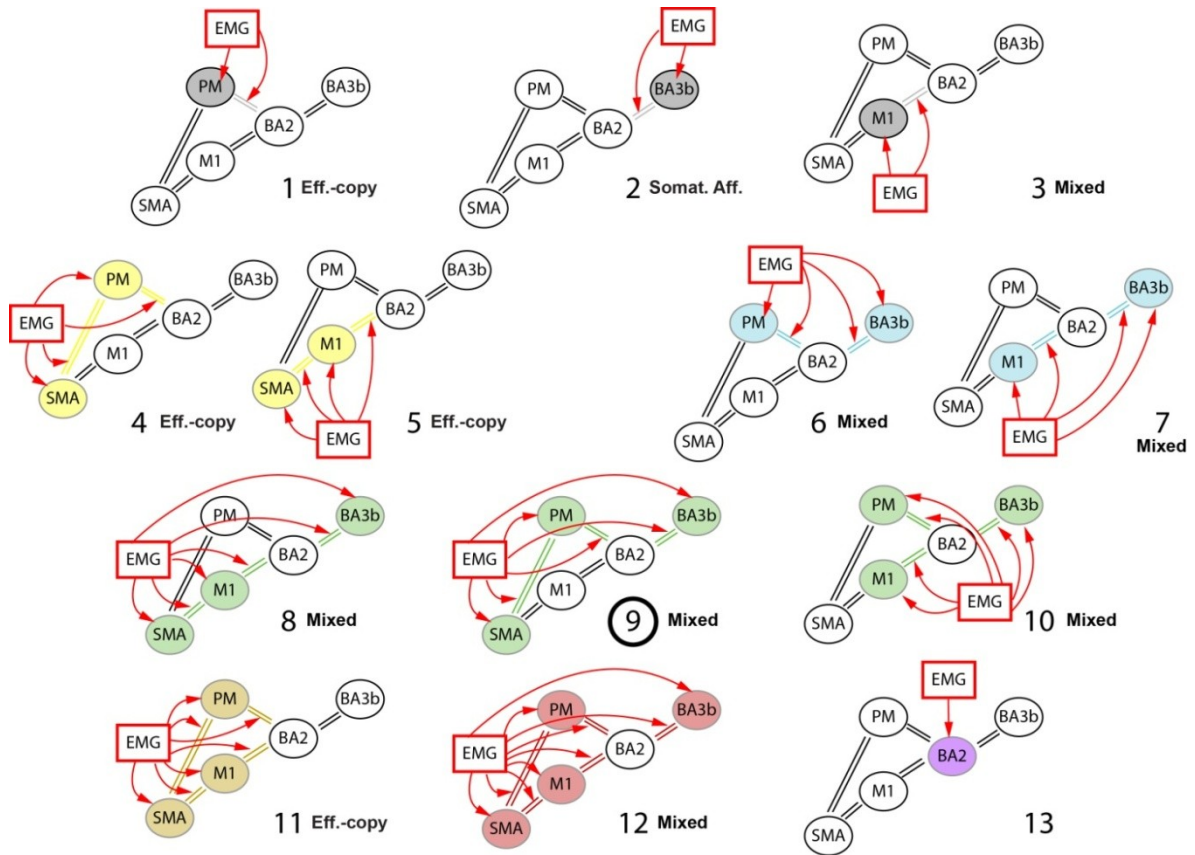 EMG
PM
BA3b
BA2
M1
SMA
1 Eff.-copy
EMG
PM
BA3b
BA2
M1
SMA
2 Somat. Aff.
PM
BA3b
BA2
M1
SMA
EMG
3 Mixed
PM
BA3b
EMG
BA2
M1
SMA
4 Eff.-copy
PM
BA3b
BA2
M1
SMA
EMG
5 Eff.-copy
EMG
PM
BA3b
BA2
M1
SMA
6 Mixed
PM
BA3b
BA2
M1
SMA
EMG
7
Mixed
PM
BA3b
EMG
BA2
M1
SMA
8 Mixed
PM
BA3b
EMG
BA2
M1
SMA
9 Mixed
PM
BA3b
BA2
M1
EMG
SMA
10 Mixed
PM
BA3b
EMG
BA2
M1
SMA
11 Eff.-copy
PM
BA3b
EMG
BA2
M1
SMA
12 Mixed
EMG
PM
BA3b
BA2
M1
SMA
13